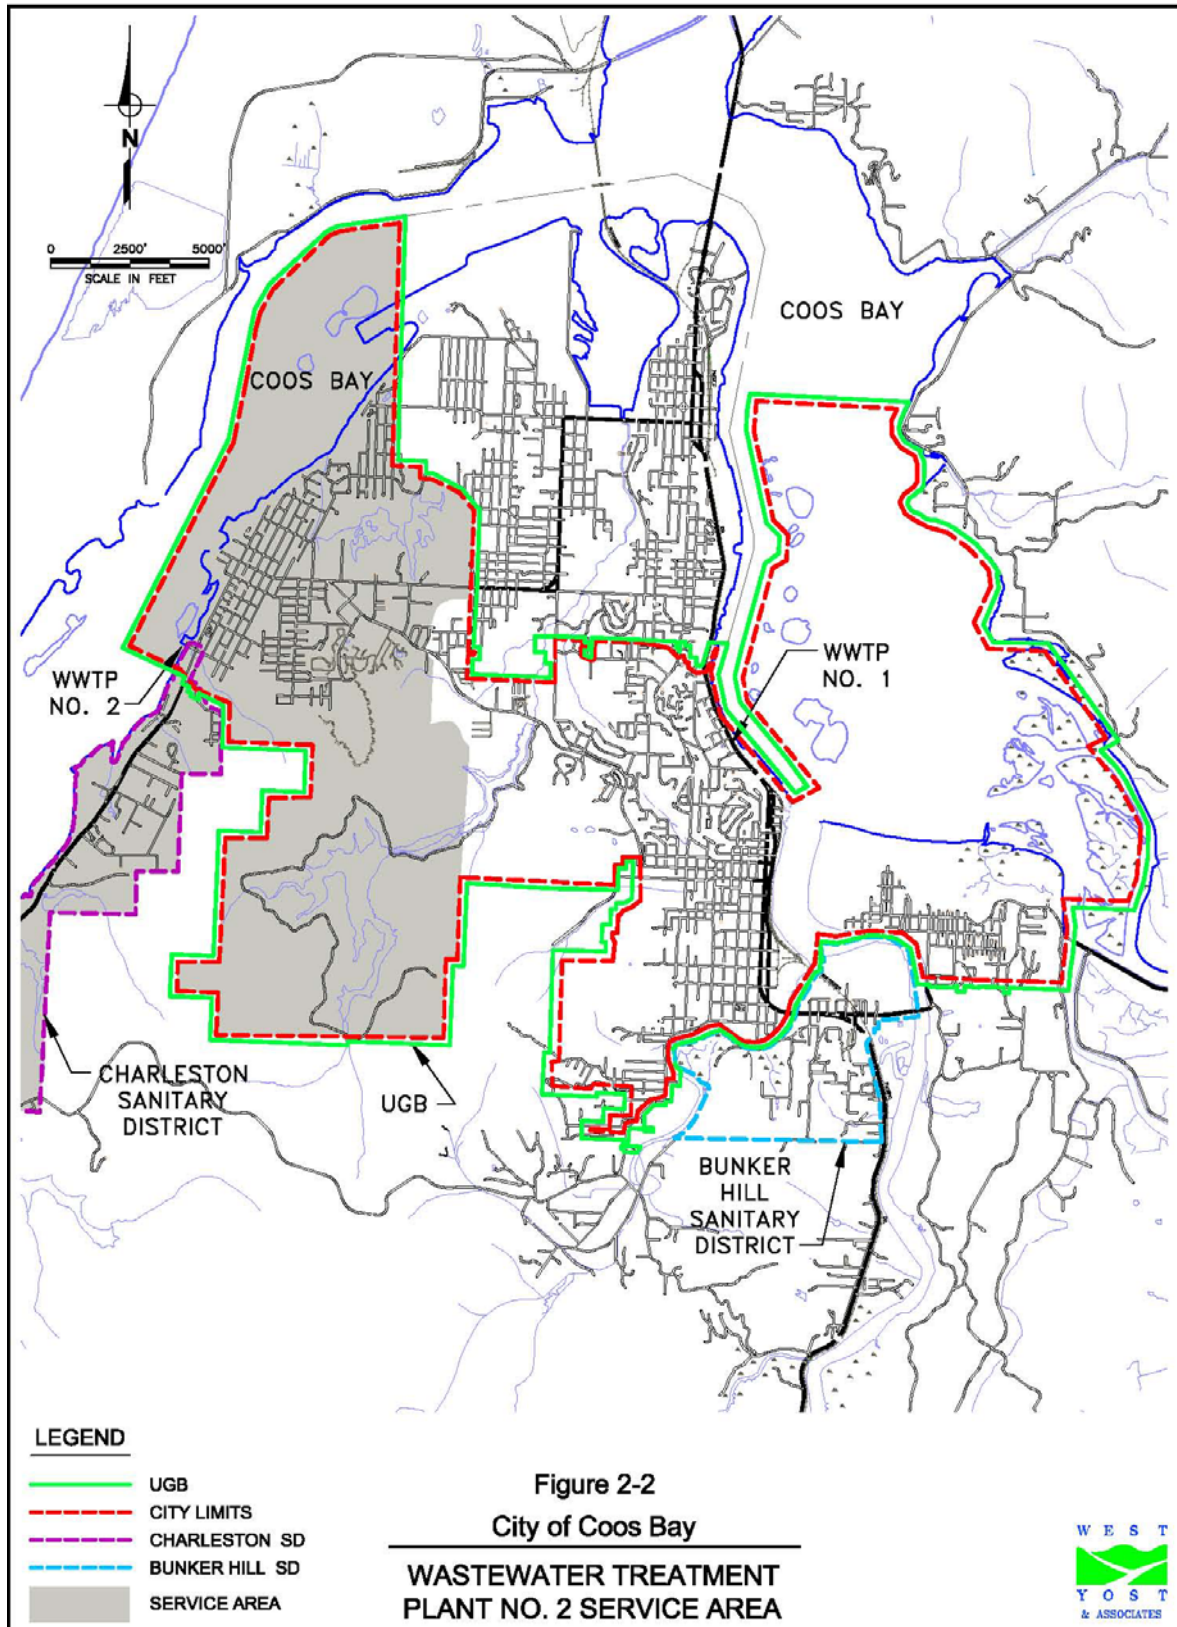 N
0 2500' 5000'
SCALE IN FEET
COOS BAY
COOS BAY
WWTP
NO. 2
WWTP
NO. 1
CHARLESTON
SANITARY
DISTRICT
UGB
BUNKER
HILL
SANITARY
DISTRICT
LEGEND
UGB
CITY LIMITS
CHARLESTON SD
BUNKER HILL SD
SERVICE AREA
Figure 2-2
City of Coos Bay
WASTEWATER TREATMENT
PLANT NO. 2 SERVICE AREA
WEST
YOST
& ASSOCIATES